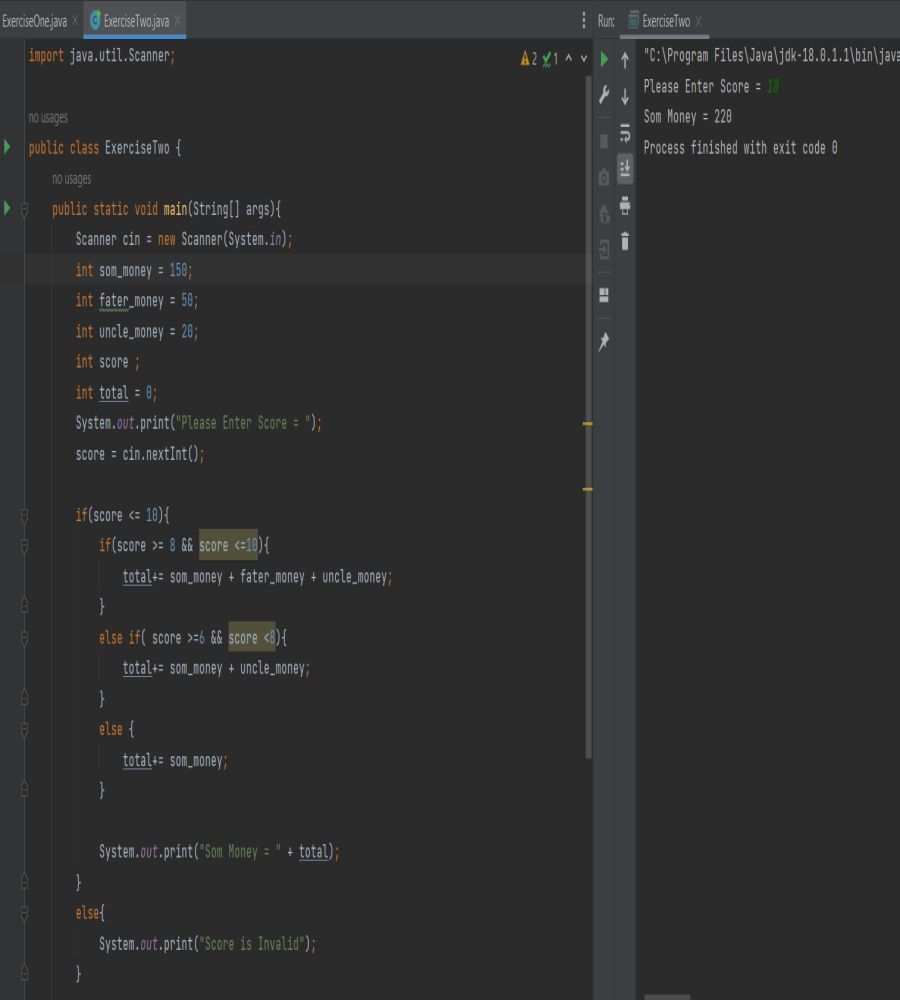 ExerciseOne.java
ExerciseTwo.java
Run:
ExerciseTwo
import java.util.Scanner;
2
1
no usages
public class ExerciseTwo {
no usages
public static void main(String[] args){
Scanner cin = new Scanner(System.in);
int som_money = 150;
int fater_money = 50;
int uncle_money = 20;
int score ;
int total = 0;
System.out.print("Please Enter Score = ");
score = cin.nextInt();
if(score <= 10){
if(score >= 8 && score <=10){
total+= som_money + fater_money + uncle_money;
}
else if( score >=6 && score <8){
total+= som_money + uncle_money;
}
else {
total+= som_money;
}
System.out.print("Som Money = " + total);
}
else{
System.out.print("Score is Invalid");
}
"C:\Program Files\Java\jdk-18.0.1.1\bin\java
Please Enter Score = 10
Som Money = 220
Process finished with exit code 0